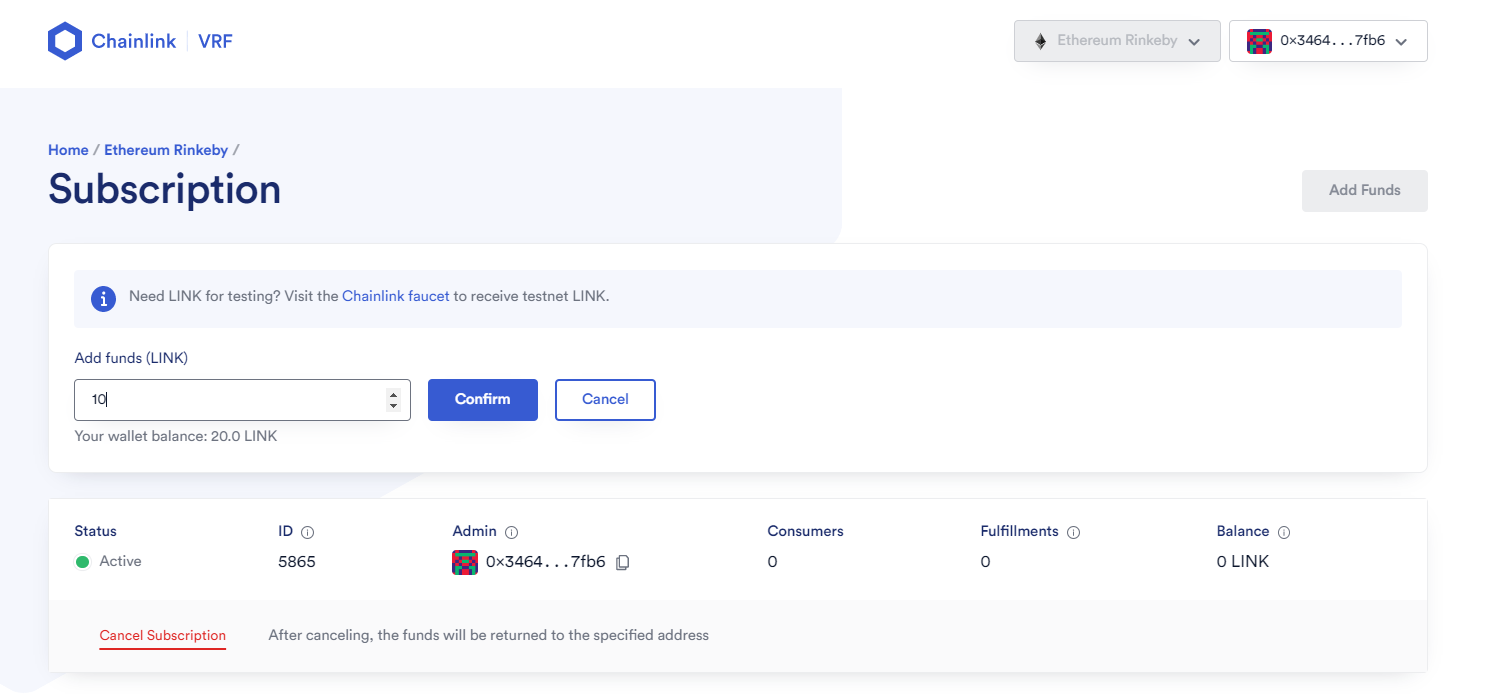 Chainlink VRF
Ethereum Rinkeby
0x3464...7fb6
Home / Ethereum Rinkeby /
Subscription
Add Funds
Need LINK for testing? Visit the Chainlink faucet to receive testnet LINK.
Add funds (LINK)
10
Confirm
Cancel
Your wallet balance: 20.0 LINK
Status ID Admin Consumers Fulfillments Balance
Active 5865 0x3464...7fb6 0 0 0 LINK
Cancel Subscription After canceling, the funds will be returned to the specified address